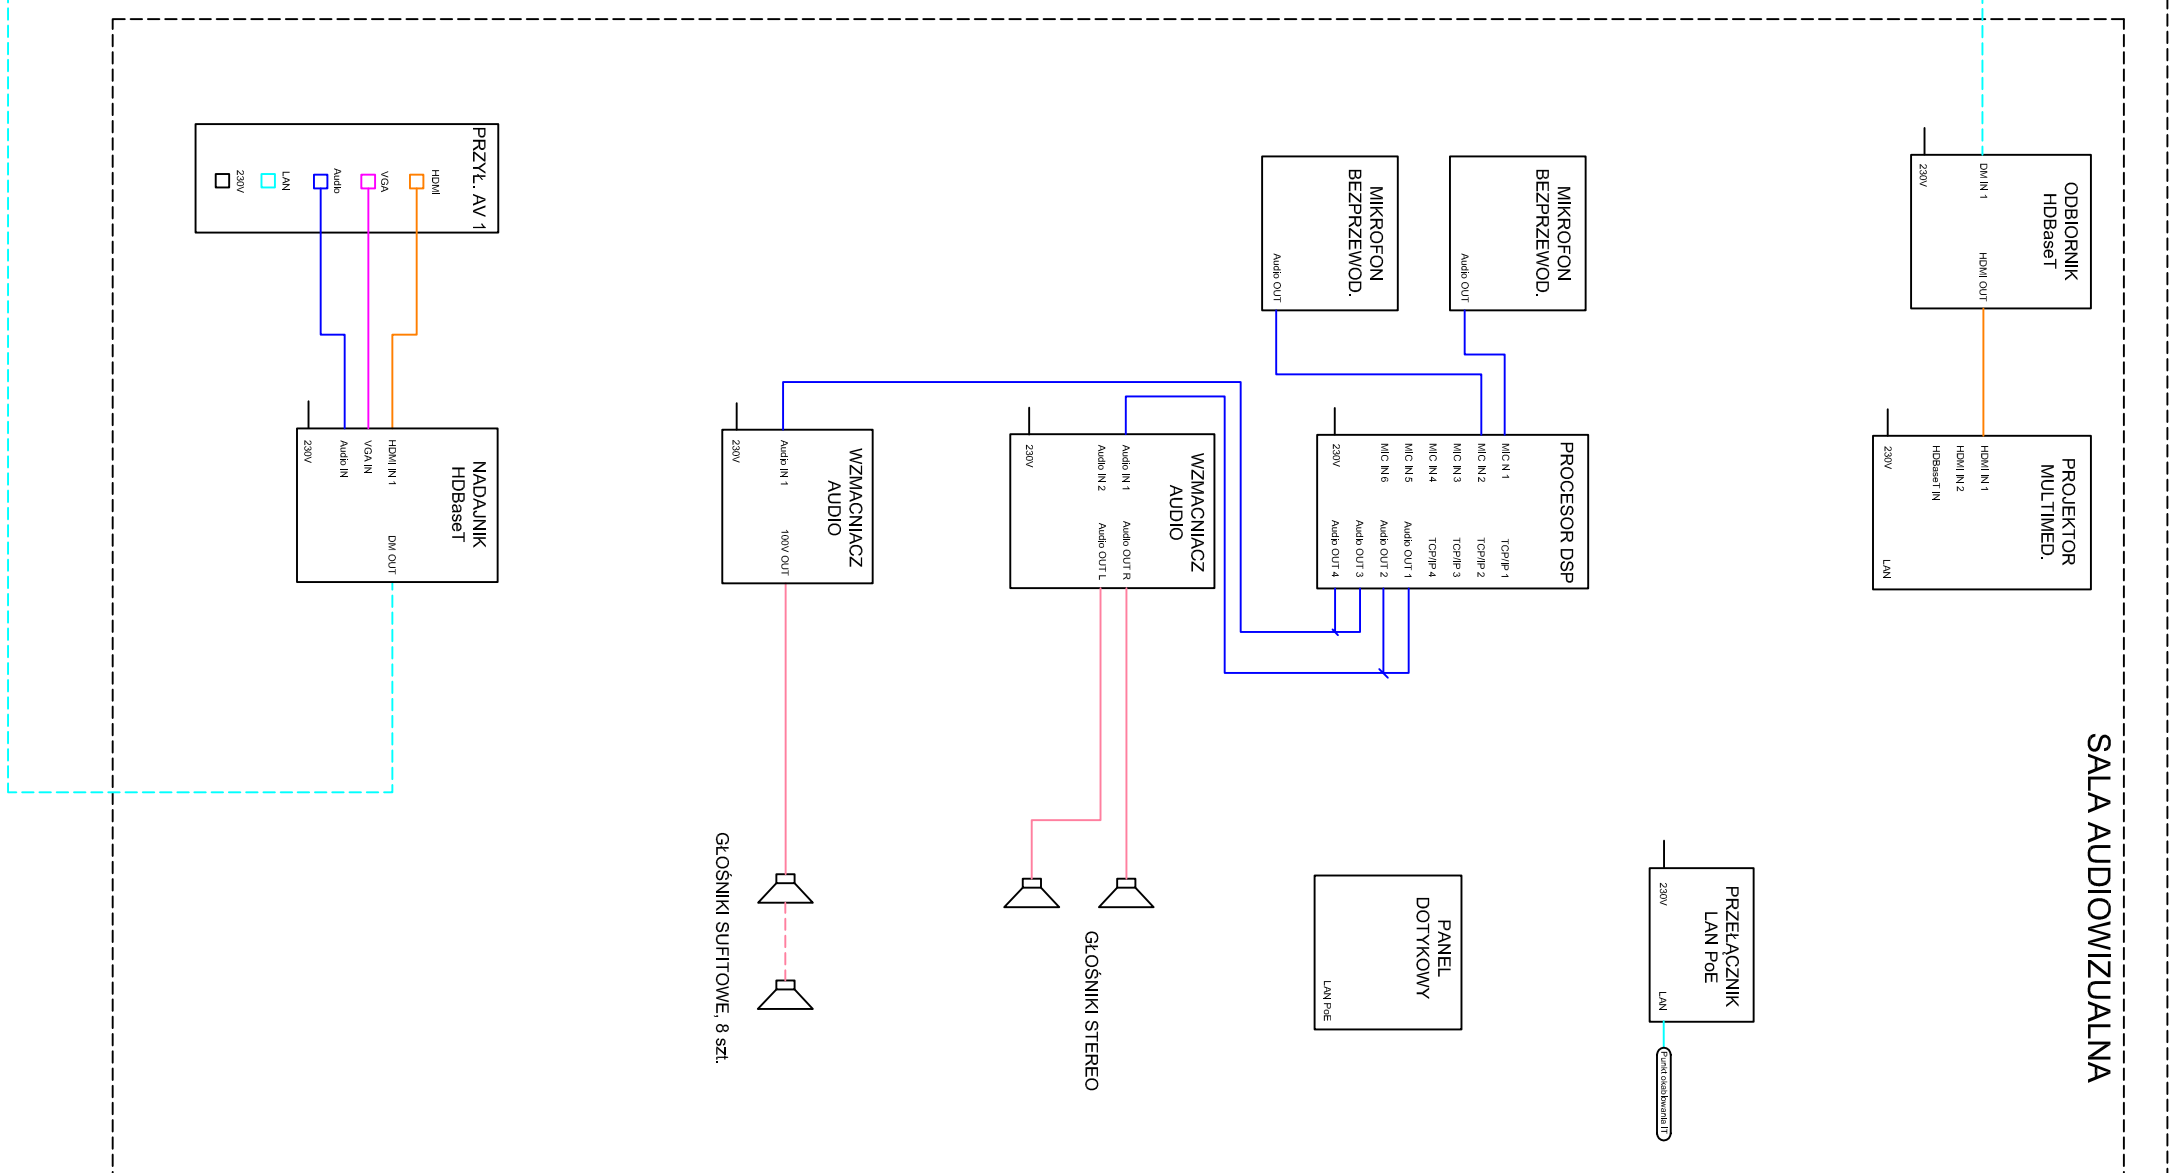 SALA AUDIOWIZUALNA
ODBIORNIK
HDBaseT
DM IN 1
HDMI OUT
230V
PROJEKTOR
MULTIMED.
HDMI IN 1
HDMI IN 2
HDBaseT IN
230V
LAN
PRZEŁĄCZNIK
LAN PoE
230V
LAN
Punkt okablowania IT
MIKROFON
BEZPRZEWOD.
Audio OUT
MIKROFON
BEZPRZEWOD.
Audio OUT
PROCESOR DSP
MIC N 1
MIC IN 2
MIC IN 3
MIC IN 4
MIC IN 5
MIC IN 6
230V
TCP/IP 1
TCP/IP 2
TCP/IP 3
TCP/IP 4
Audio OUT 1
Audio OUT 2
Audio OUT 3
Audio OUT 4
PANEL
DOTYKOWY
LAN PoE
WZMACNIACZ
AUDIO
Audio IN 1
Audio IN 2
230V
Audio OUT R
Audio OUT L
GŁOŚNIKI STEREO
WZMACNIACZ
AUDIO
Audio IN 1
230V
100V OUT
GŁOŚNIKI SUFITOWE, 8 szt.
PRZYŁ. AV 1
HDMI
VGA
Audio
LAN
230V
NADAJNIK
HDBaseT
HDMI IN 1
VGA IN
Audio IN
230V
DM OUT